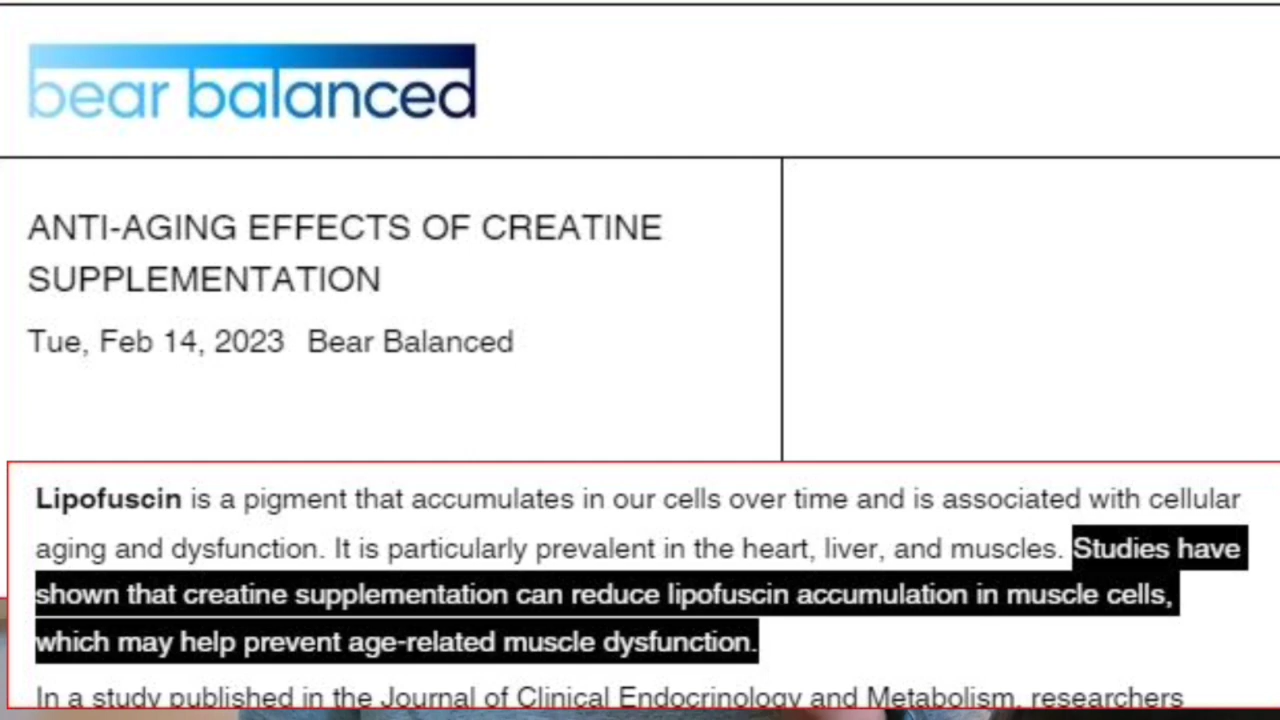 bear balanced
ANTI-AGING EFFECTS OF CREATINE
SUPPLEMENTATION
Tue, Feb 14, 2023 Bear Balanced
Lipofuscin is a pigment that accumulates in our cells over time and is associated with cellular
aging and dysfunction. It is particularly prevalent in the heart, liver, and muscles. Studies have
shown that creatine supplementation can reduce lipofuscin accumulation in muscle cells,
which may help prevent age-related muscle dysfunction.
In a study published in the Journal of Clinical Endocrinology and Metabolism, researchers